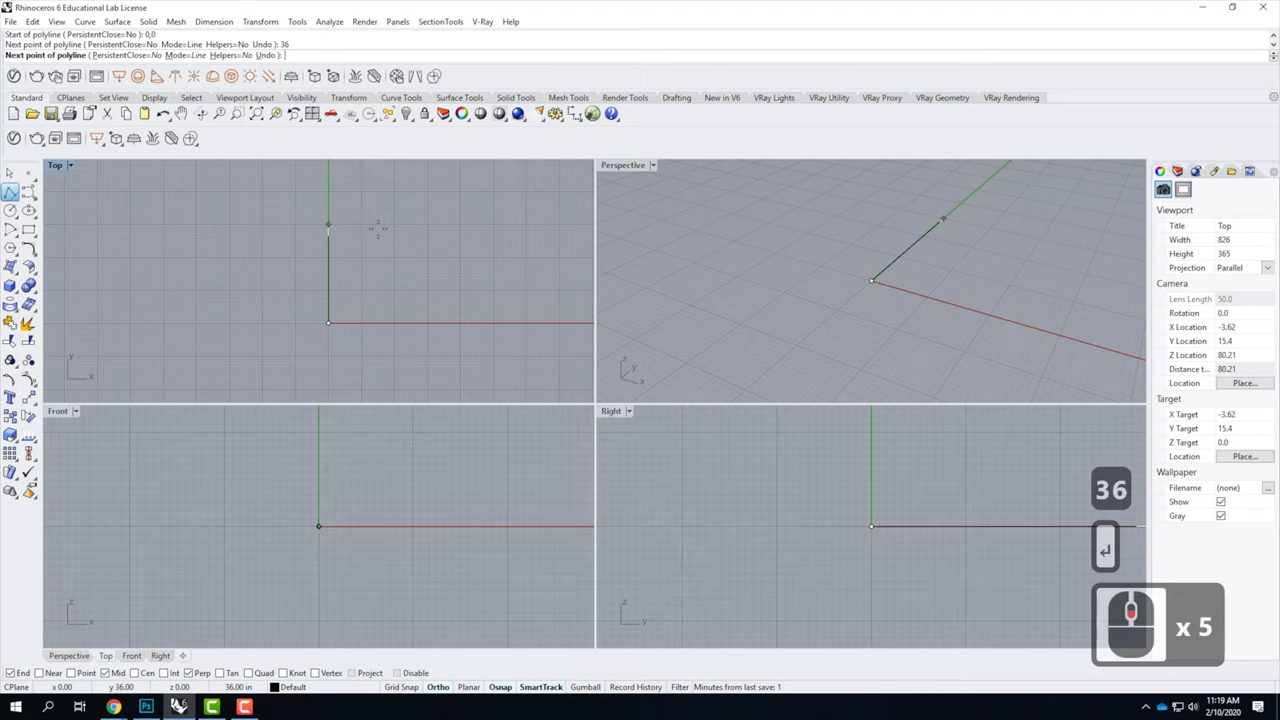 Rhinoceros 6 Educational Lab License
File Edit View Curve Surface Solid Mesh Dimension Transform Tools Analyze Render Panels SectionTools V-Ray Help
Start of polyline ( PersistentClose=No ): 0,0
Next point of polyline ( PersistentClose=No Mode=Line Helpers=No Undo ): 36
Next point of polyline ( PersistentClose=No Mode=Line Helpers=No Undo ):
Standard CPlanes Set View Display Select Viewport Layout Visibility Transform Curve Tools Surface Tools Solid Tools Mesh Tools Render Tools Drafting New in V6 VRay Lights VRay Utility VRay Proxy VRay Geometry VRay Rendering
Top
Perspective
Front
Right
y
x
z
y
x
z
x
z
y
Viewport
Title Top
Width 826
Height 365
Projection Parallel
Camera
Lens Length 50.0
Rotation 0.0
X Location -3.62
Y Location 15.4
Z Location 80.21
Distance t... 80.21
Location Place...
Target
X Target -3.62
Y Target 15.4
Z Target 0.0
Location Place...
Wallpaper
Filename (none) ...
Show
Gray
36
x 5
Perspective Top Front Right
End Near Point Mid Cen Int Perp Tan Quad Knot Vertex Project Disable
CPlane x 0.00 y 36.00 z 0.00 36.00 in Default Grid Snap Ortho Planar Osnap SmartTrack Gumball Record History Filter Minutes from last save: 1
Ps
11:19 AM
2/10/2020